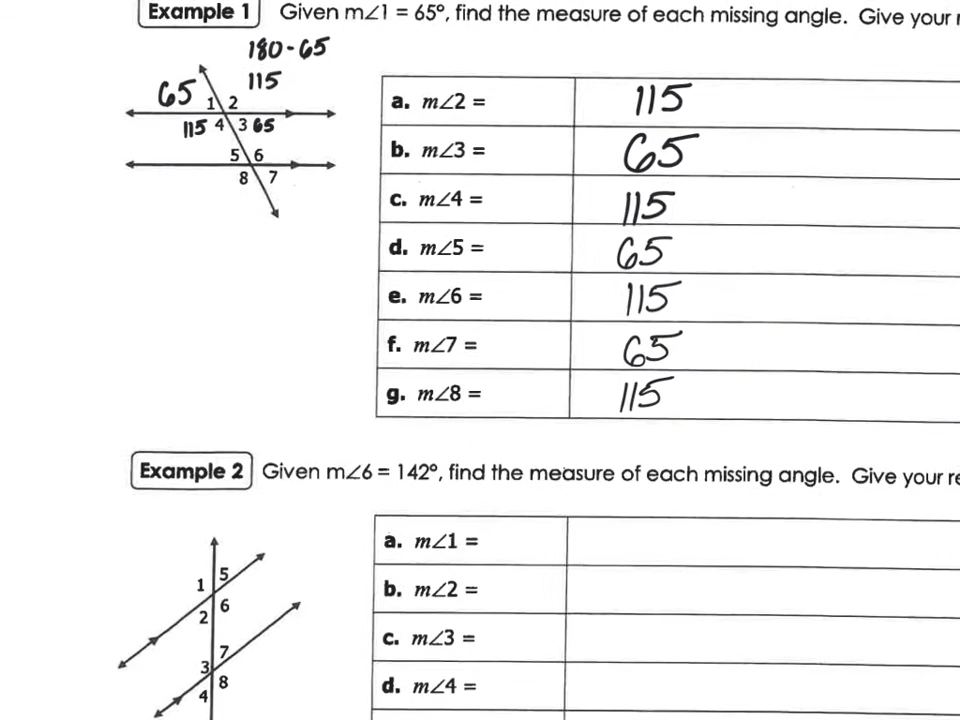 Example 1 Given m∠1 = 65°, find the measure of each missing angle. Give your
180-65
115
65
1 2
115 4 3 65
5 6
8 7
a. m∠2 = 115
b. m∠3 = 65
c. m∠4 = 115
d. m∠5 = 65
e. m∠6 = 115
f. m∠7 = 65
g. m∠8 = 115
Example 2 Given m∠6 = 142°, find the measure of each missing angle. Give your re
1 5
2 6
3 7
4 8
a. m∠1 =
b. m∠2 =
c. m∠3 =
d. m∠4 =